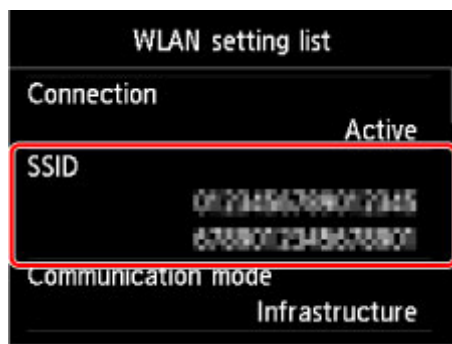 WLAN setting list
Connection
Active
SSID
Communication mode
Infrastructure